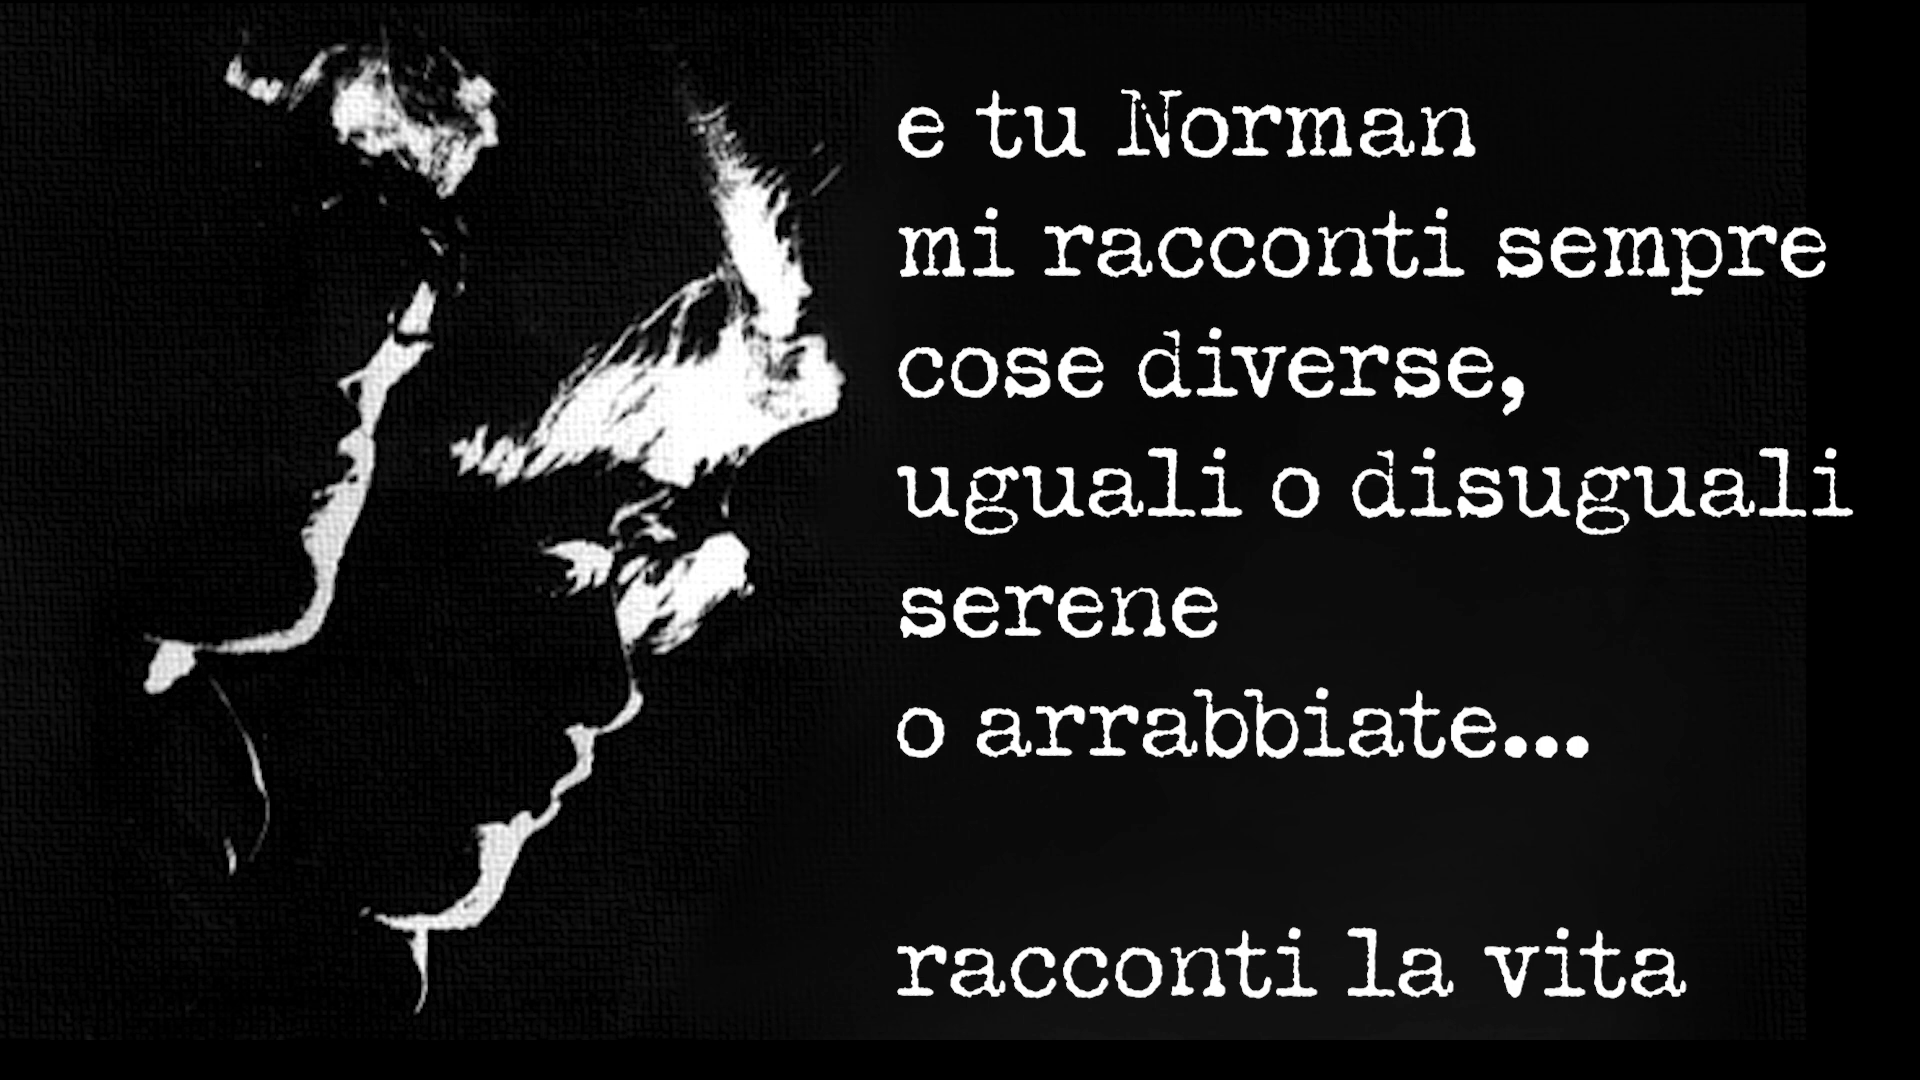 e tu Norman
mi racconti sempre
cose diverse,
uguali o disuguali
serene
o arrabbiate...
racconti la vita